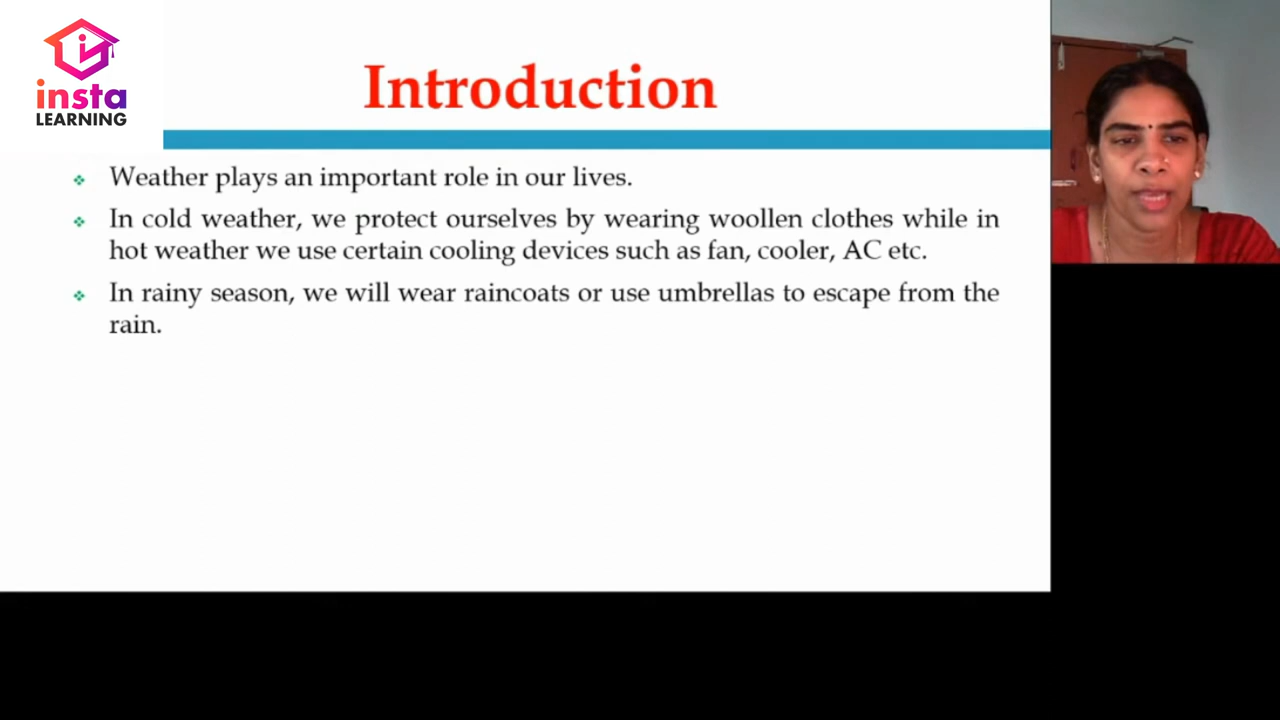 insta
LEARNING
Introduction
Weather plays an important role in our lives.
In cold weather, we protect ourselves by wearing woollen clothes while in
hot weather we use certain cooling devices such as fan, cooler, AC etc.
In rainy season, we will wear raincoats or use umbrellas to escape from the
rain.